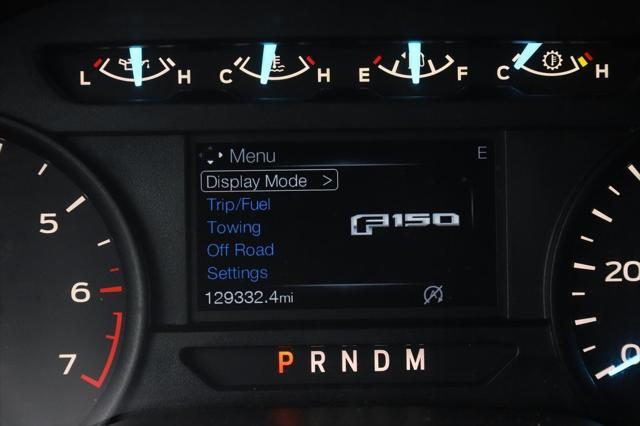 L H C H E F C H
Menu E
Display Mode >
Trip/Fuel
F150
Towing
Off Road
Settings
129332.4mi
5
6
7
20
0
P R N D M